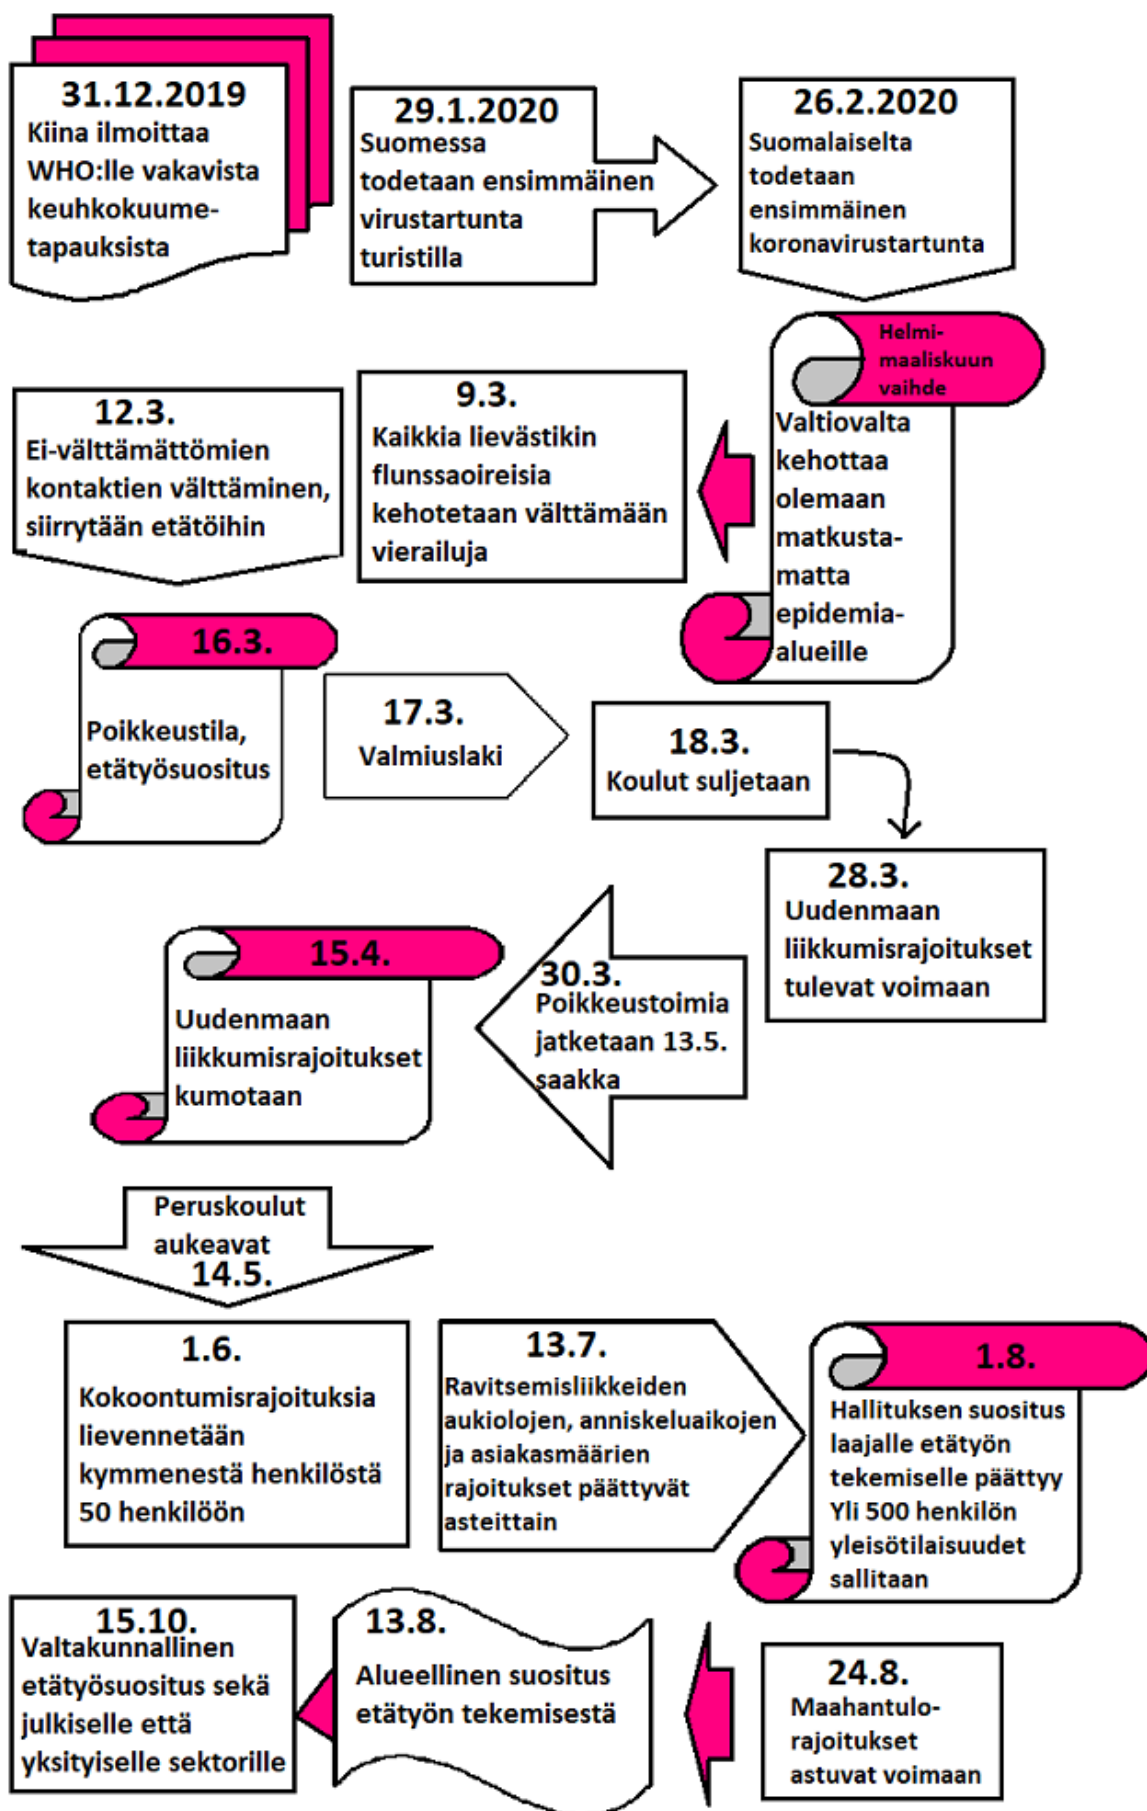 31.12.2019
Kiina ilmoittaa
WHO:lle vakavista
keuhkokuume-
tapauksista
29.1.2020
Suomessa
todetaan ensimmäinen
virustartunta
turistilla
26.2.2020
Suomalaiselta
todetaan
ensimmäinen
koronavirustartunta
Helmi-
maaliskuun
vaihde
Valtiovalta
kehottaa
olemaan
matkusta-
matta
epidemia-
alueille
9.3.
Kaikkia lievästikin
flunssaoireisia
kehotetaan välttämään
vierailuja
12.3.
Ei-välttämättömien
kontaktien välttäminen,
siirrytään etätöihin
16.3.
Poikkeustila,
etätyösuositus
17.3.
Valmiuslaki
18.3.
Koulut suljetaan
28.3.
Uudenmaan
liikkumisrajoitukset
tulevat voimaan
30.3.
Poikkeustoimia
jatketaan 13.5.
saakka
15.4.
Uudenmaan
liikkumisrajoitukset
kumotaan
Peruskoulut
aukeavat
14.5.
1.6.
Kokoontumisrajoituksia
lievennetään
kymmenestä henkilöstä
50 henkilöön
13.7.
Ravitsemisliikkeiden
aukiolojen, anniskeluaikojen
ja asiakasmäärien
rajoitukset päättyvät
asteittain
1.8.
Hallituksen suositus
laajalle etätyön
tekemiselle päättyy
Yli 500 henkilön
yleisötilaisuudet
sallitaan
24.8.
Maahantulo-
rajoitukset
astuvat voimaan
13.8.
Alueellinen suositus
etätyön tekemisestä
15.10.
Valtakunnallinen
etätyösuositus sekä
julkiselle että
yksityiselle sektorille